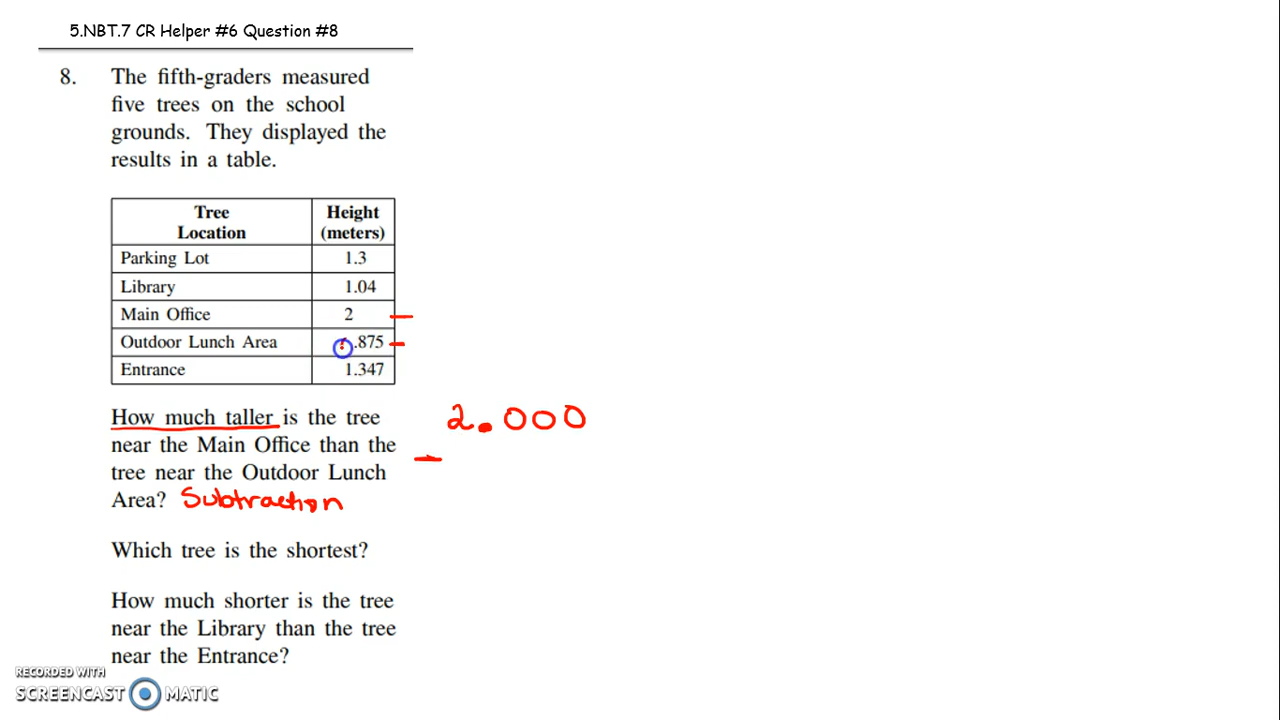 5.NBT.7 CR Helper #6 Question #8
8. The fifth-graders measured
five trees on the school
grounds. They displayed the
results in a table.
Tree Location Height (meters)
Parking Lot 1.3
Library 1.04
Main Office 2 –
Outdoor Lunch Area .875 –
Entrance 1.347
How much taller is the tree
near the Main Office than the
tree near the Outdoor Lunch
Area? Subtraction
2.000
–
Which tree is the shortest?
How much shorter is the tree
near the Library than the tree
near the Entrance?
RECORDED WITH
SCREENCAST MATIC